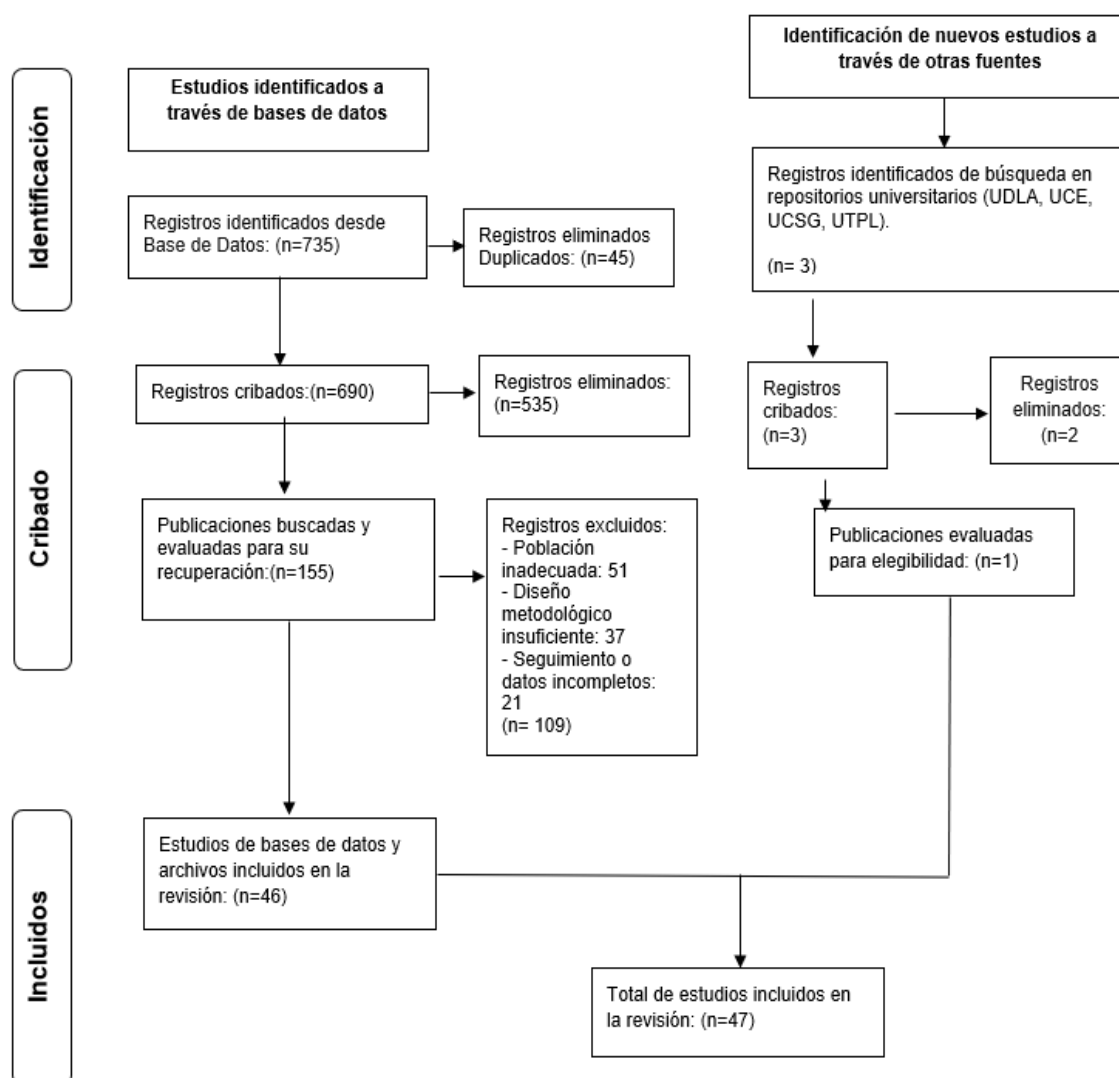 Identificación
Estudios identificados a
través de bases de datos
Identificación de nuevos estudios a
través de otras fuentes
Registros identificados desde
Base de Datos: (n=735)
Registros eliminados
Duplicados: (n=45)
Registros identificados de búsqueda en
repositorios universitarios (UDLA, UCE,
UCSG, UTPL).
(n= 3)
Cribado
Registros cribados:(n=690)
Registros eliminados:
(n=535)
Registros
cribados:
(n=3)
Registros
eliminados:
(n=2
Publicaciones buscadas y
evaluadas para su
recuperación:(n=155)
Registros excluidos:
- Población
inadecuada: 51
- Diseño
metodológico
insuficiente: 37
- Seguimiento o
datos incompletos:
21
(n= 109)
Publicaciones evaluadas
para elegibilidad: (n=1)
Incluidos
Estudios de bases de datos y
archivos incluidos en la
revisión: (n=46)
Total de estudios incluidos en
la revisión: (n=47)